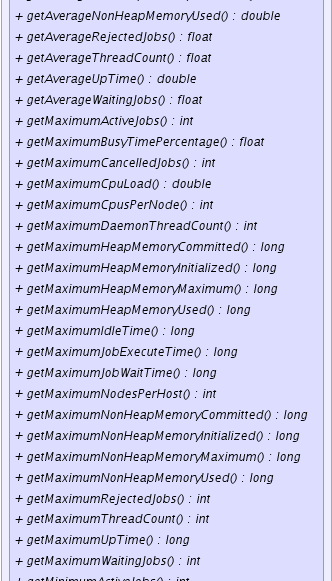 + getAverageNonHeapMemoryUsed() : double
+ getAverageRejectedJobs() : float
+ getAverageThreadCount() : float
+ getAverageUpTime() : double
+ getAverageWaitingJobs() : float
+ getMaximumActiveJobs() : int
+ getMaximumBusyTimePercentage() : float
+ getMaximumCancelledJobs() : int
+ getMaximumCpuLoad() : double
+ getMaximumCpusPerNode() : int
+ getMaximumDaemonThreadCount() : int
+ getMaximumHeapMemoryCommitted() : long
+ getMaximumHeapMemoryInitialized() : long
+ getMaximumHeapMemoryMaximum() : long
+ getMaximumHeapMemoryUsed() : long
+ getMaximumIdleTime() : long
+ getMaximumJobExecuteTime() : long
+ getMaximumJobWaitTime() : long
+ getMaximumNodesPerHost() : int
+ getMaximumNonHeapMemoryCommitted() : long
+ getMaximumNonHeapMemoryInitialized() : long
+ getMaximumNonHeapMemoryMaximum() : long
+ getMaximumNonHeapMemoryUsed() : long
+ getMaximumRejectedJobs() : int
+ getMaximumThreadCount() : int
+ getMaximumUpTime() : long
+ getMaximumWaitingJobs() : int
+ getMinimumActiveJobs() : int